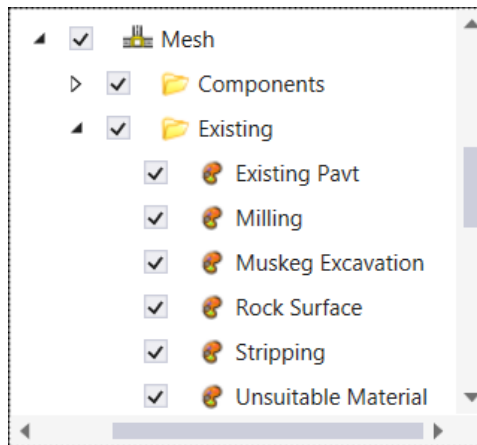 Mesh
Components
Existing
Existing Pavt
Milling
Muskeg Excavation
Rock Surface
Stripping
Unsuitable Material